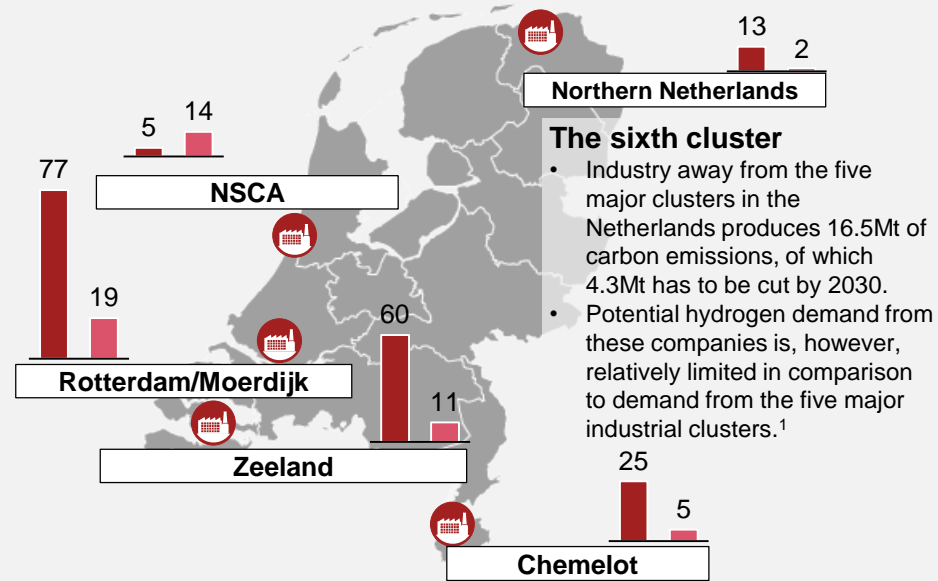 13
2
Northern Netherlands
5
14
NSCA
77
19
Rotterdam/Moerdijk
60
11
Zeeland
25
5
Chemelot
The sixth cluster
• Industry away from the five
major clusters in the
Netherlands produces 16.5Mt of
carbon emissions, of which
4.3Mt has to be cut by 2030.
• Potential hydrogen demand from
these companies is, however,
relatively limited in comparison
to demand from the five major
industrial clusters.¹